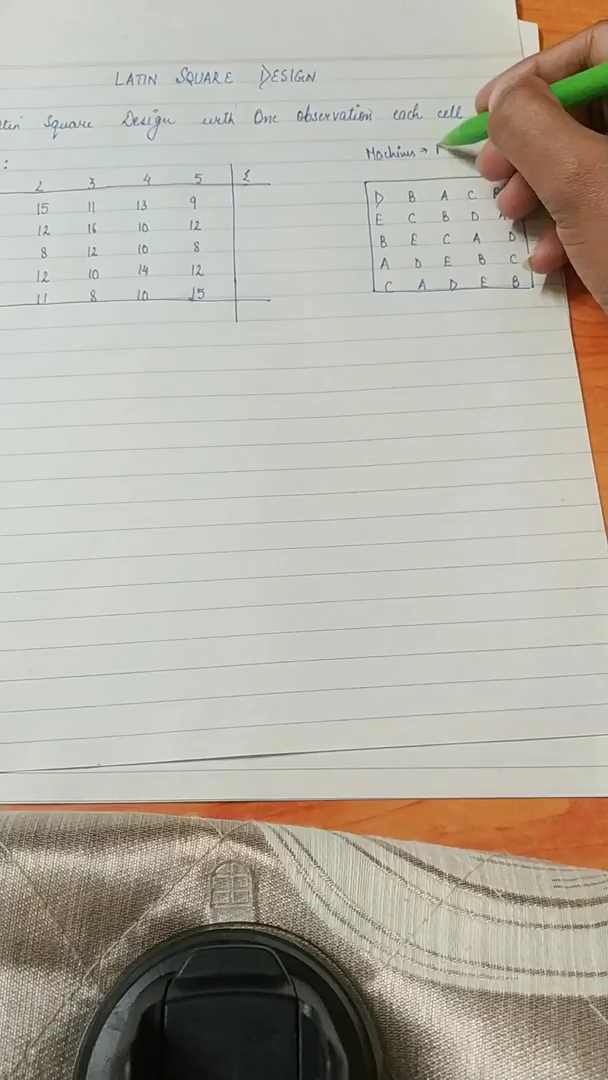 LATIN SQUARE DESIGN
Square Design with One observation each cell
:
Machines →
2 3 4 5 Σ
15 11 13 9
12 16 10 12
8 12 10 8
12 10 14 12
11 8 10 15
D B A C
E C B D
B E C A D
A D E B C
C A D E B